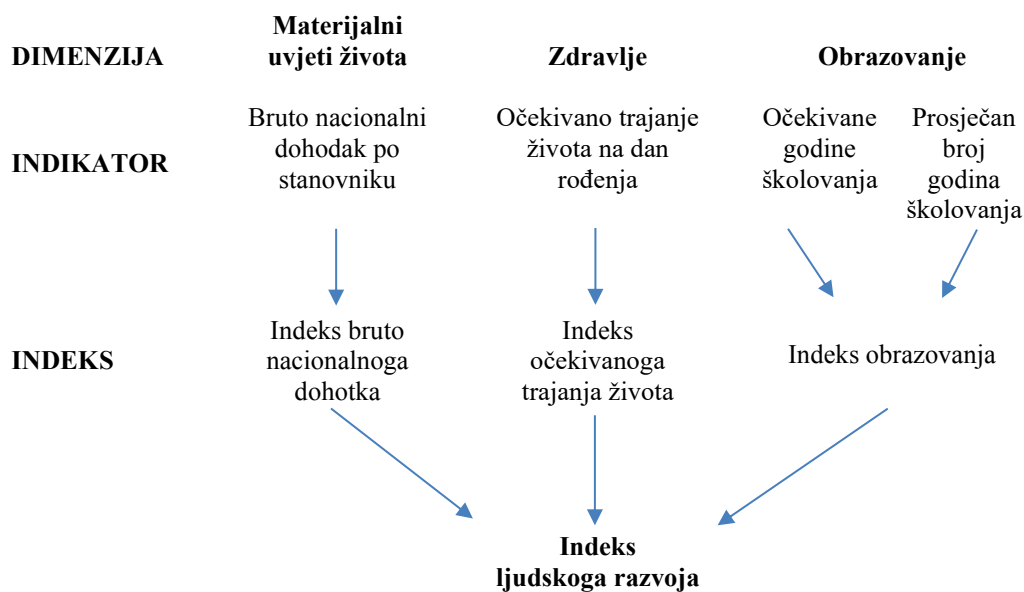 DIMENZIJA
Materijalni
uvjeti života
Zdravlje
Obrazovanje
INDIKATOR
Bruto nacionalni
dohodak po
stanovniku
Očekivano trajanje
života na dan
rođenja
Očekivane
godine
školovanja
Prosječan
broj
godina
školovanja
INDEKS
Indeks bruto
nacionalnoga
dohotka
Indeks
očekivanoga
trajanja života
Indeks obrazovanja
Indeks
ljudskoga razvoja